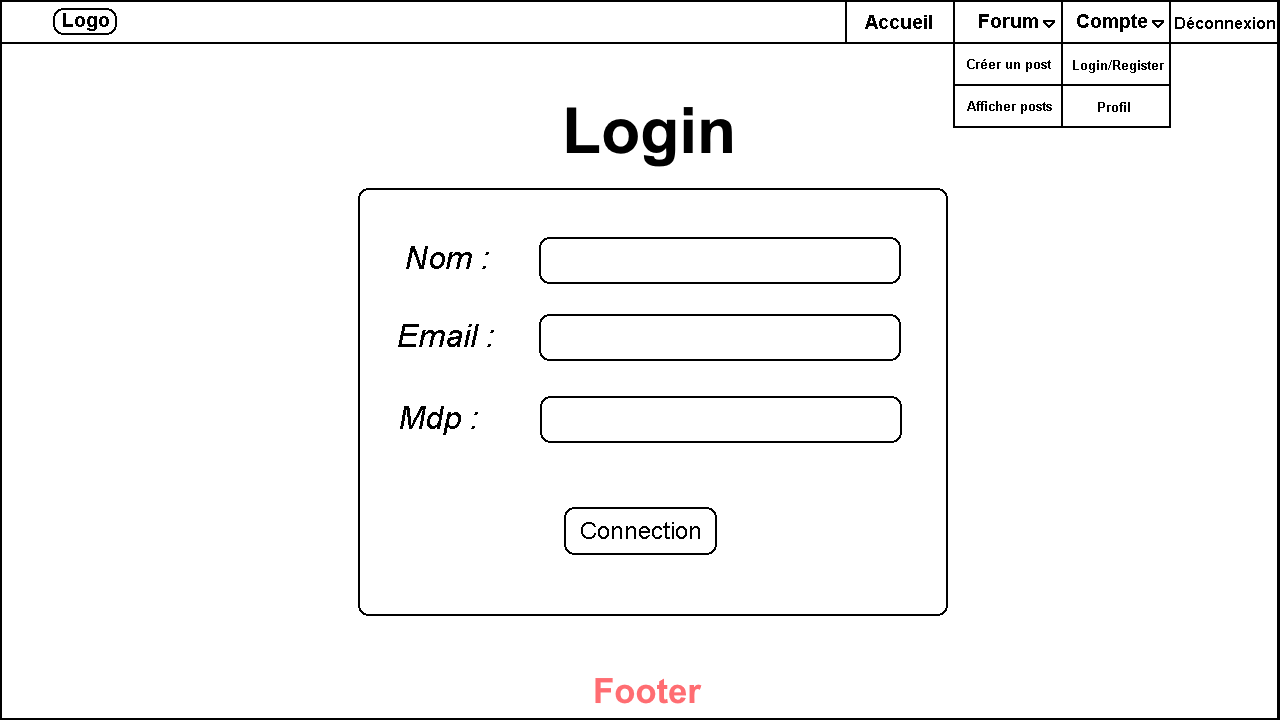 Logo
Accueil
Forum
Compte
Déconnexion
Créer un post
Login/Register
Afficher posts
Profil
Login
Nom :
Email :
Mdp :
Connection
Footer